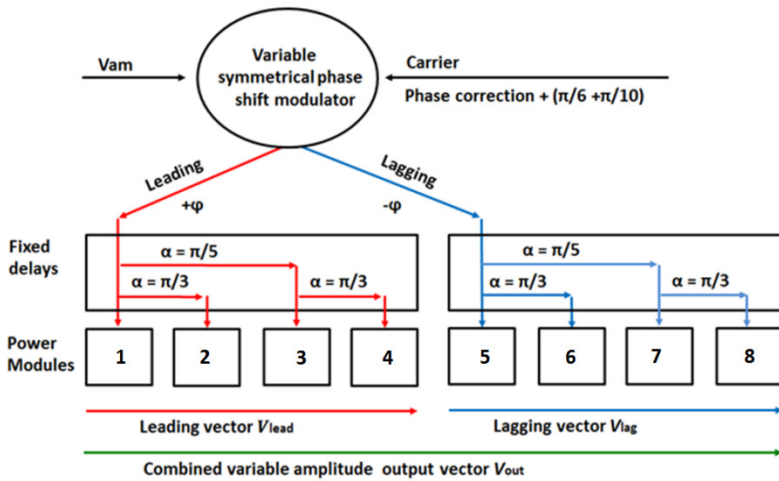 Vam
Variable
symmetrical phase
shift modulator
Carrier
Phase correction + (π/6 +π/10)
Leading
Lagging
+φ
-φ
Fixed
delays
α = π/5
α = π/3
α = π/3
α = π/5
α = π/3
α = π/3
Power
Modules
1
2
3
4
5
6
7
8
Leading vector Vlead
Lagging vector Vlag
Combined variable amplitude output vector Vout